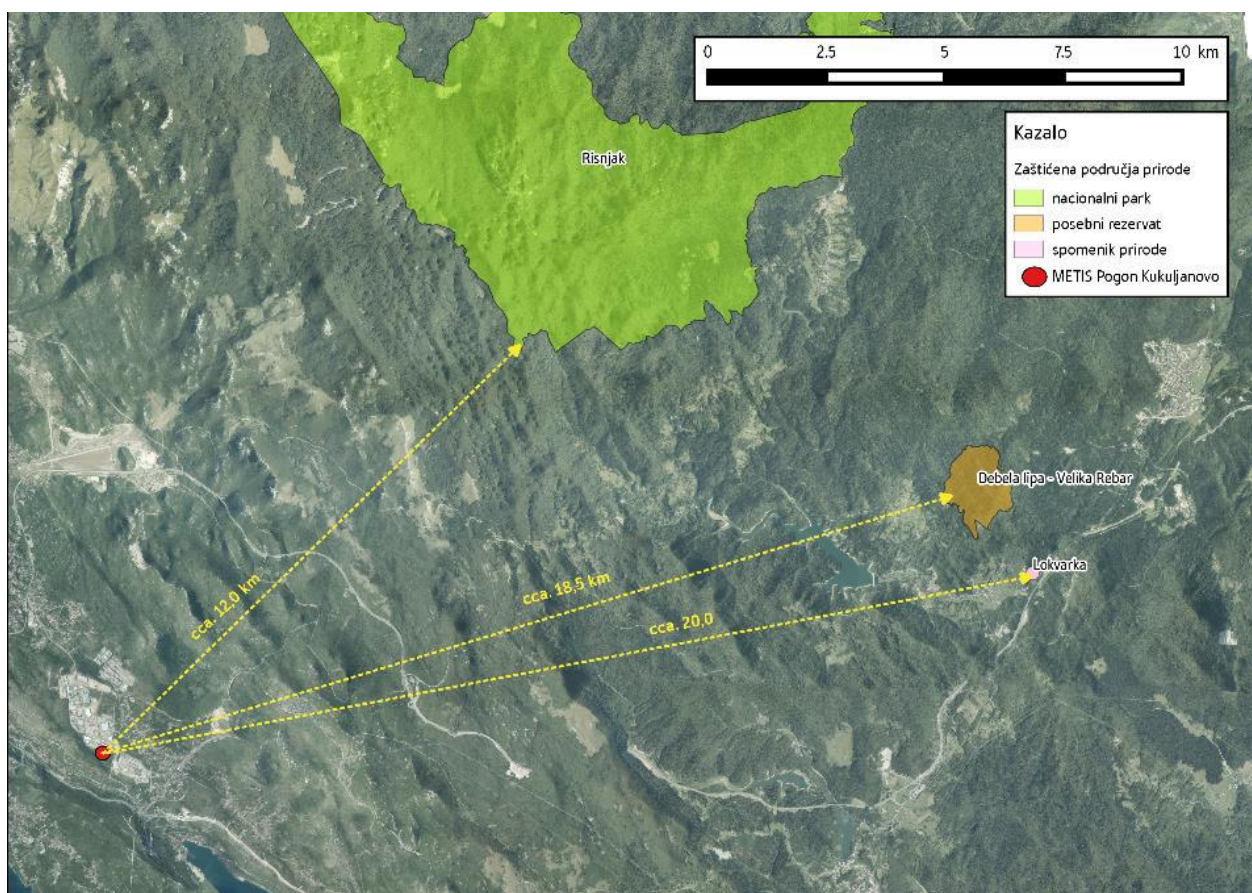 0 2.5 5 7.5 10 km
Kazalo
Zaštićena područja prirode
nacionalni park
posebni rezervat
spomenik prirode
METIS Pogon Kukuljanovo
Risnjak
Debela lipa - Velika Rebar
Lokvarka
cca. 12,0 km
cca. 18,5 km
cca. 20,0